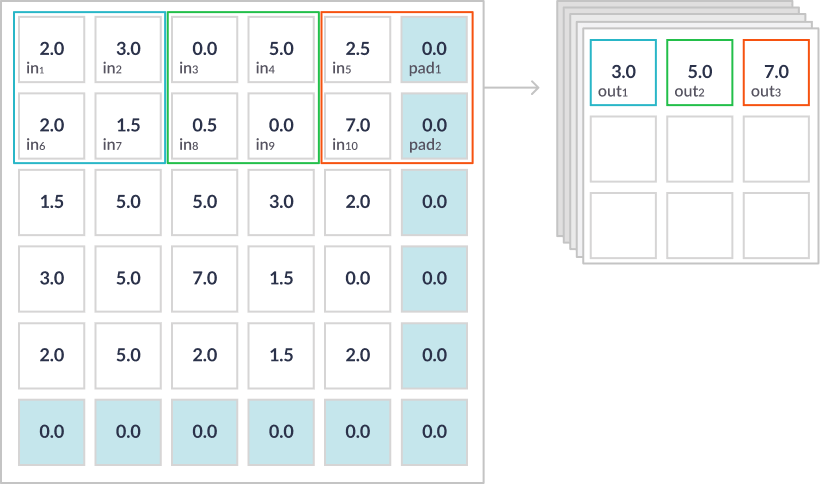 2.0 3.0 0.0 5.0 2.5 0.0
in₁ in₂ in₃ in₄ in₅ pad₁
2.0 1.5 0.5 0.0 7.0 0.0
in₆ in₇ in₈ in₉ in₁₀ pad₂
1.5 5.0 5.0 3.0 2.0 0.0
3.0 5.0 7.0 1.5 0.0 0.0
2.0 5.0 2.0 1.5 2.0 0.0
0.0 0.0 0.0 0.0 0.0 0.0
3.0 5.0 7.0
out₁ out₂ out₃